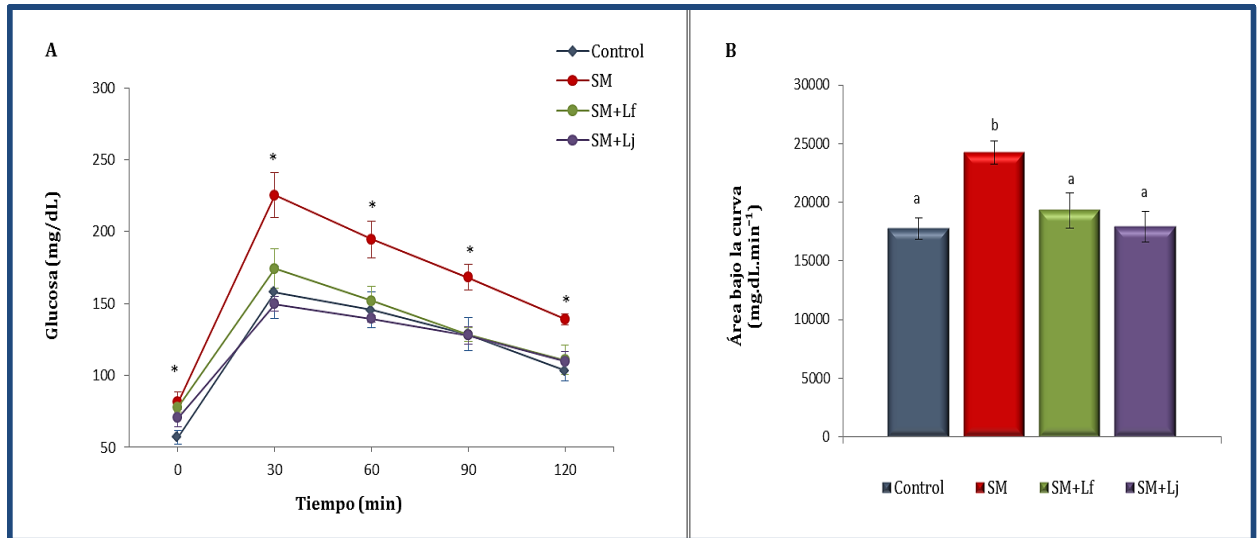 A
Control
SM
SM+Lf
SM+Lj
300
250
200
150
100
50
Glucosa (mg/dL)
*
*
*
*
*
0 30 60 90 120
Tiempo (min)
B
30000
25000
20000
15000
10000
5000
0
Área bajo la curva
(mg.dL.min⁻¹)
a
b
a
a
Control SM SM+Lf SM+Lj